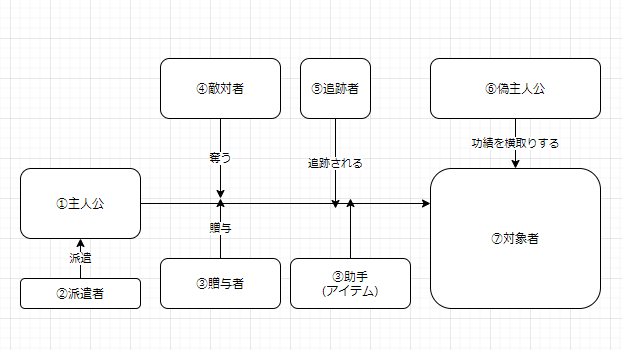 ④敵対者
⑤追跡者
⑥偽主人公
奪う
追跡される
功績を横取りする
①主人公
贈与
⑦対象者
派遣
②派遣者
③贈与者
③助手
(アイテム)